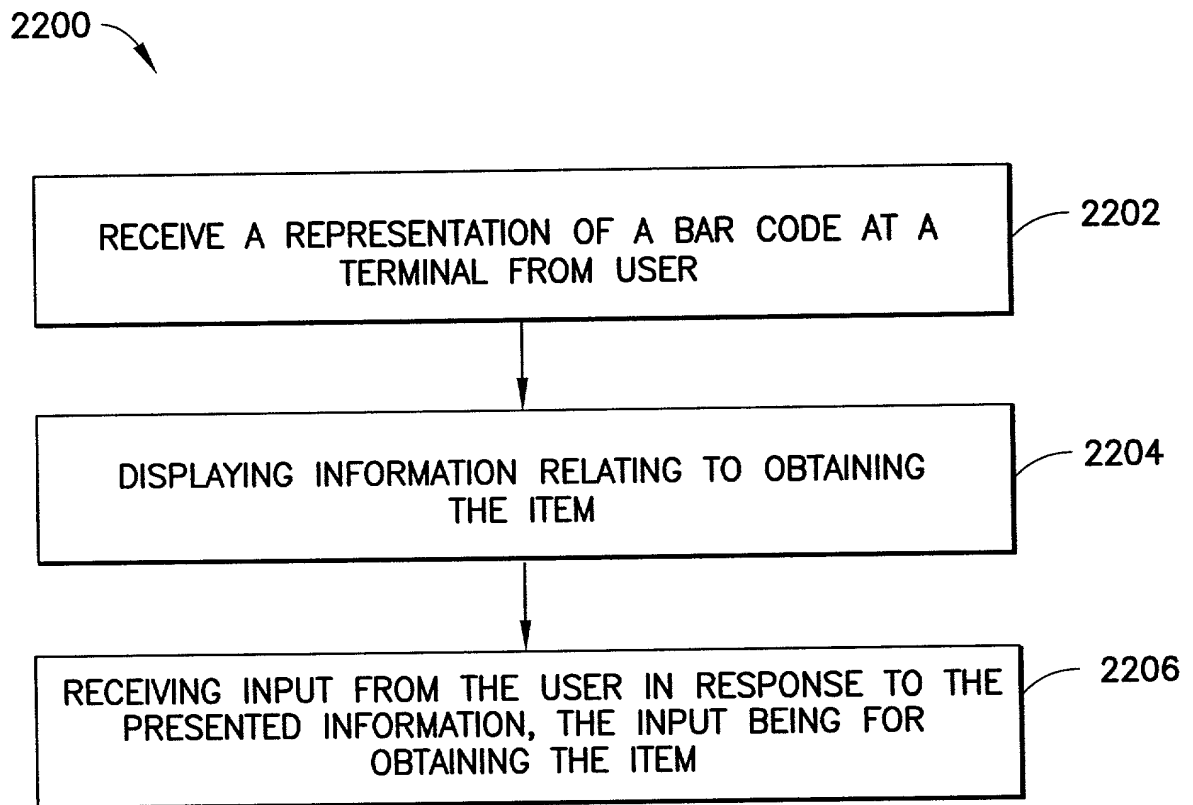 2200
RECEIVE A REPRESENTATION OF A BAR CODE AT A
TERMINAL FROM USER
2202
DISPLAYING INFORMATION RELATING TO OBTAINING
THE ITEM
2204
RECEIVING INPUT FROM THE USER IN RESPONSE TO THE
PRESENTED INFORMATION, THE INPUT BEING FOR
OBTAINING THE ITEM
2206